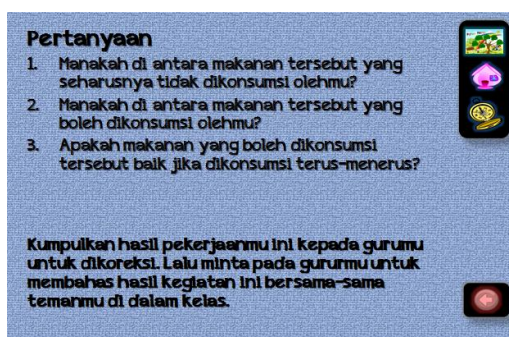 Pertanyaan
1. Manakah di antara makanan tersebut yang
seharusnya tidak dikonsumsi olehmu?
2. Manakah di antara makanan tersebut yang
boleh dikonsumsi olehmu?
3. Apakah makanan yang boleh dikonsumsi
tersebut baik jika dikonsumsi terus-menerus?
Kumpulkan hasil pekerjaanmu ini kepada gurumu
untuk dikoreksi. Lalu minta pada gururmu untuk
membahas hasil kegiatan ini bersama-sama
temanmu di dalam kelas.